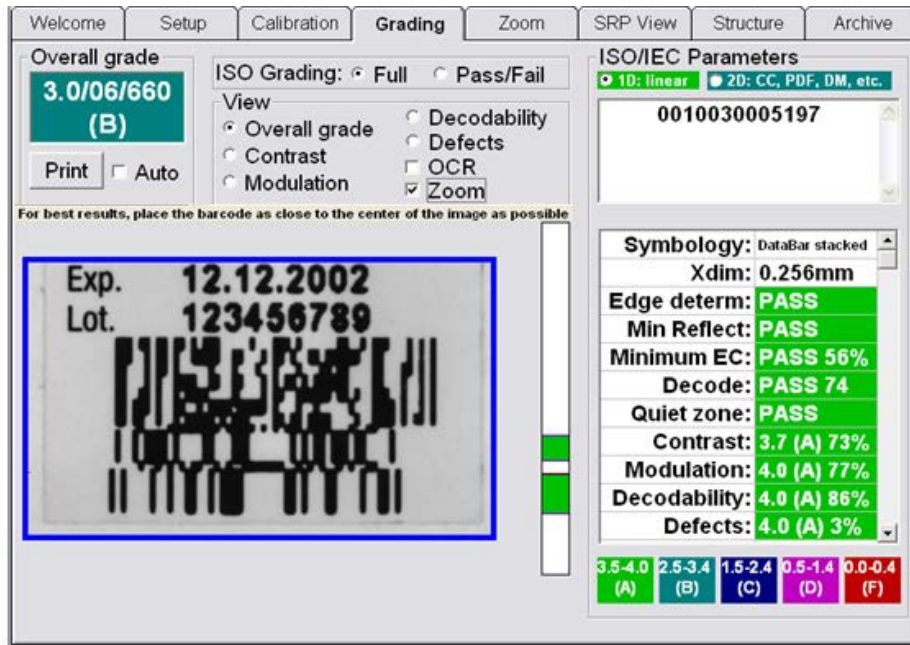 Welcome Setup Calibration Grading Zoom SRP View Structure Archive
Overall grade
3.0/06/660
(B)
Print Auto
ISO Grading: Full Pass/Fail
View
Overall grade
Contrast
Modulation
Decodability
Defects
OCR
Zoom
For best results, place the barcode as close to the center of the image as possible
Exp. 12.12.2002
Lot. 123456789
ISO/IEC Parameters
1D: linear 2D: CC, PDF, DM, etc.
0010030005197
Symbology: DataBar stacked
Xdim: 0.256mm
Edge determ: PASS
Min Reflect: PASS
Minimum EC: PASS 56%
Decode: PASS 74
Quiet zone: PASS
Contrast: 3.7 (A) 73%
Modulation: 4.0 (A) 77%
Decodability: 4.0 (A) 86%
Defects: 4.0 (A) 3%
3.5-4.0 2.5-3.4 1.5-2.4 0.5-1.4 0.0-0.4
(A) (B) (C) (D) (F)